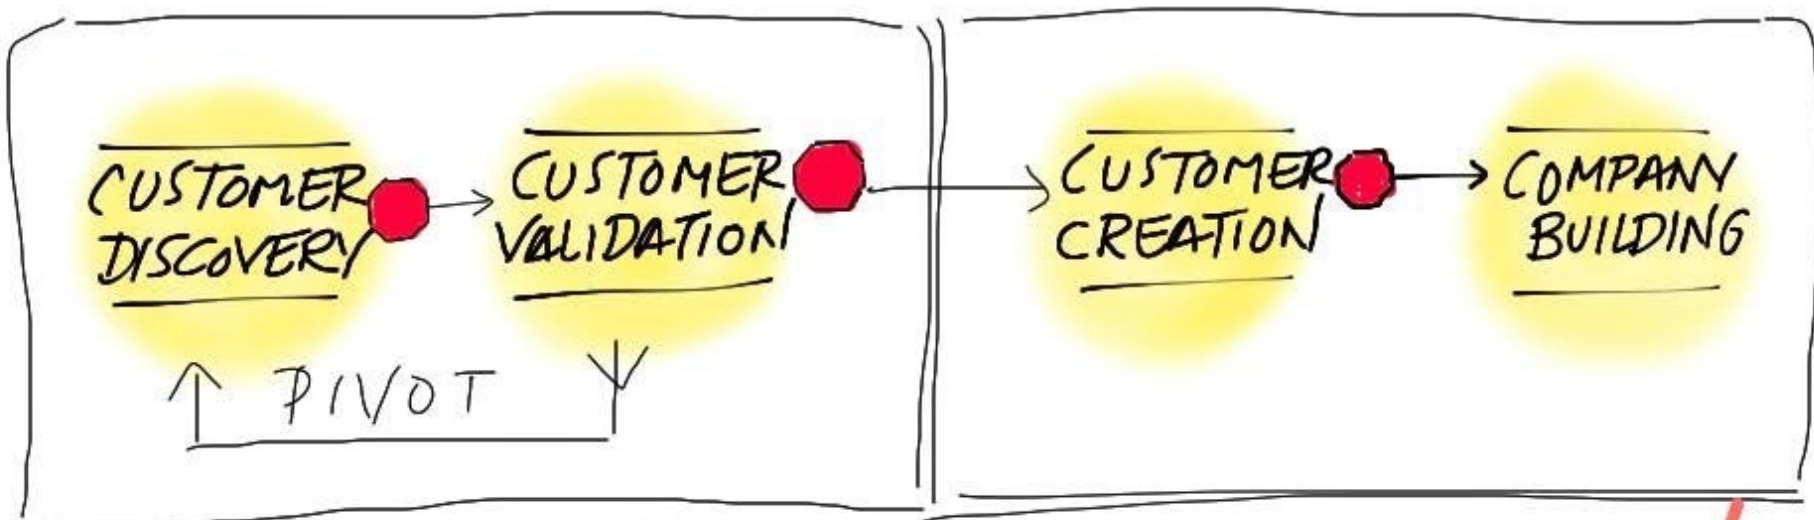 CUSTOMER
DISCOVERY
CUSTOMER
VALIDATION
CUSTOMER
CREATION
COMPANY
BUILDING
PIVOT